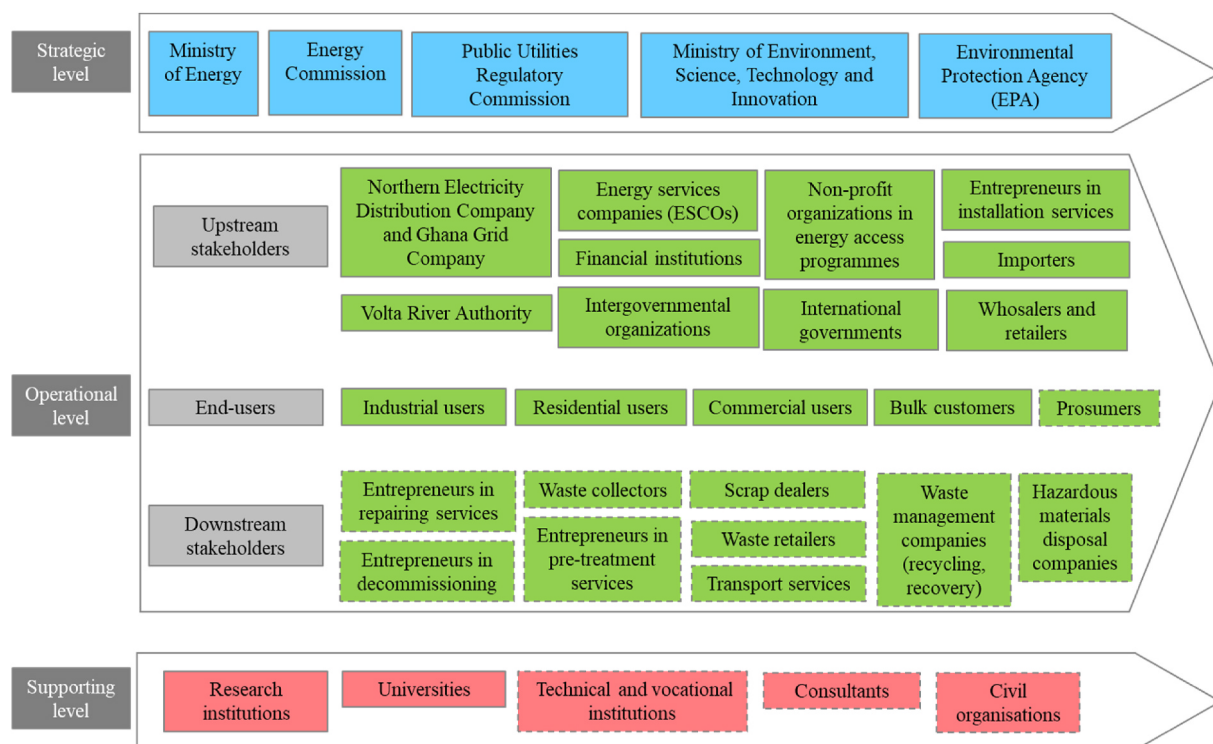 Strategic
level
Ministry
of Energy
Energy
Commission
Public Utilities
Regulatory
Commission
Ministry of Environment,
Science, Technology and
Innovation
Environmental
Protection Agency
(EPA)
Operational
level
Upstream
stakeholders
Northern Electricity
Distribution Company
and Ghana Grid
Company
Energy services
companies (ESCOs)
Non-profit
organizations in
energy access
programmes
Entrepreneurs in
installation services
Financial institutions
Importers
Volta River Authority
Intergovernmental
organizations
International
governments
Whosalers and
retailers
End-users
Industrial users
Residential users
Commercial users
Bulk customers
Prosumers
Downstream
stakeholders
Entrepreneurs in
repairing services
Entrepreneurs in
decommissioning
Waste collectors
Entrepreneurs in
pre-treatment
services
Scrap dealers
Waste retailers
Transport services
Waste
management
companies
(recycling,
recovery)
Hazardous
materials
disposal
companies
Supporting
level
Research
institutions
Universities
Technical and vocational
institutions
Consultants
Civil
organisations